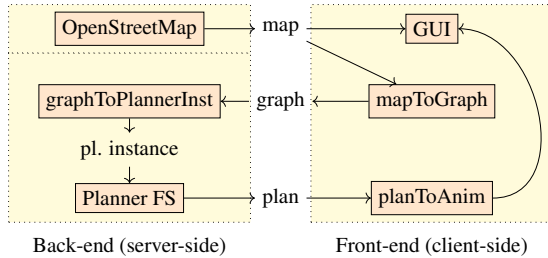 OpenStreetMap map GUI
graphToPlannerInst graph mapToGraph
pl. instance
Planner FS plan planToAnim
Back-end (server-side) Front-end (client-side)